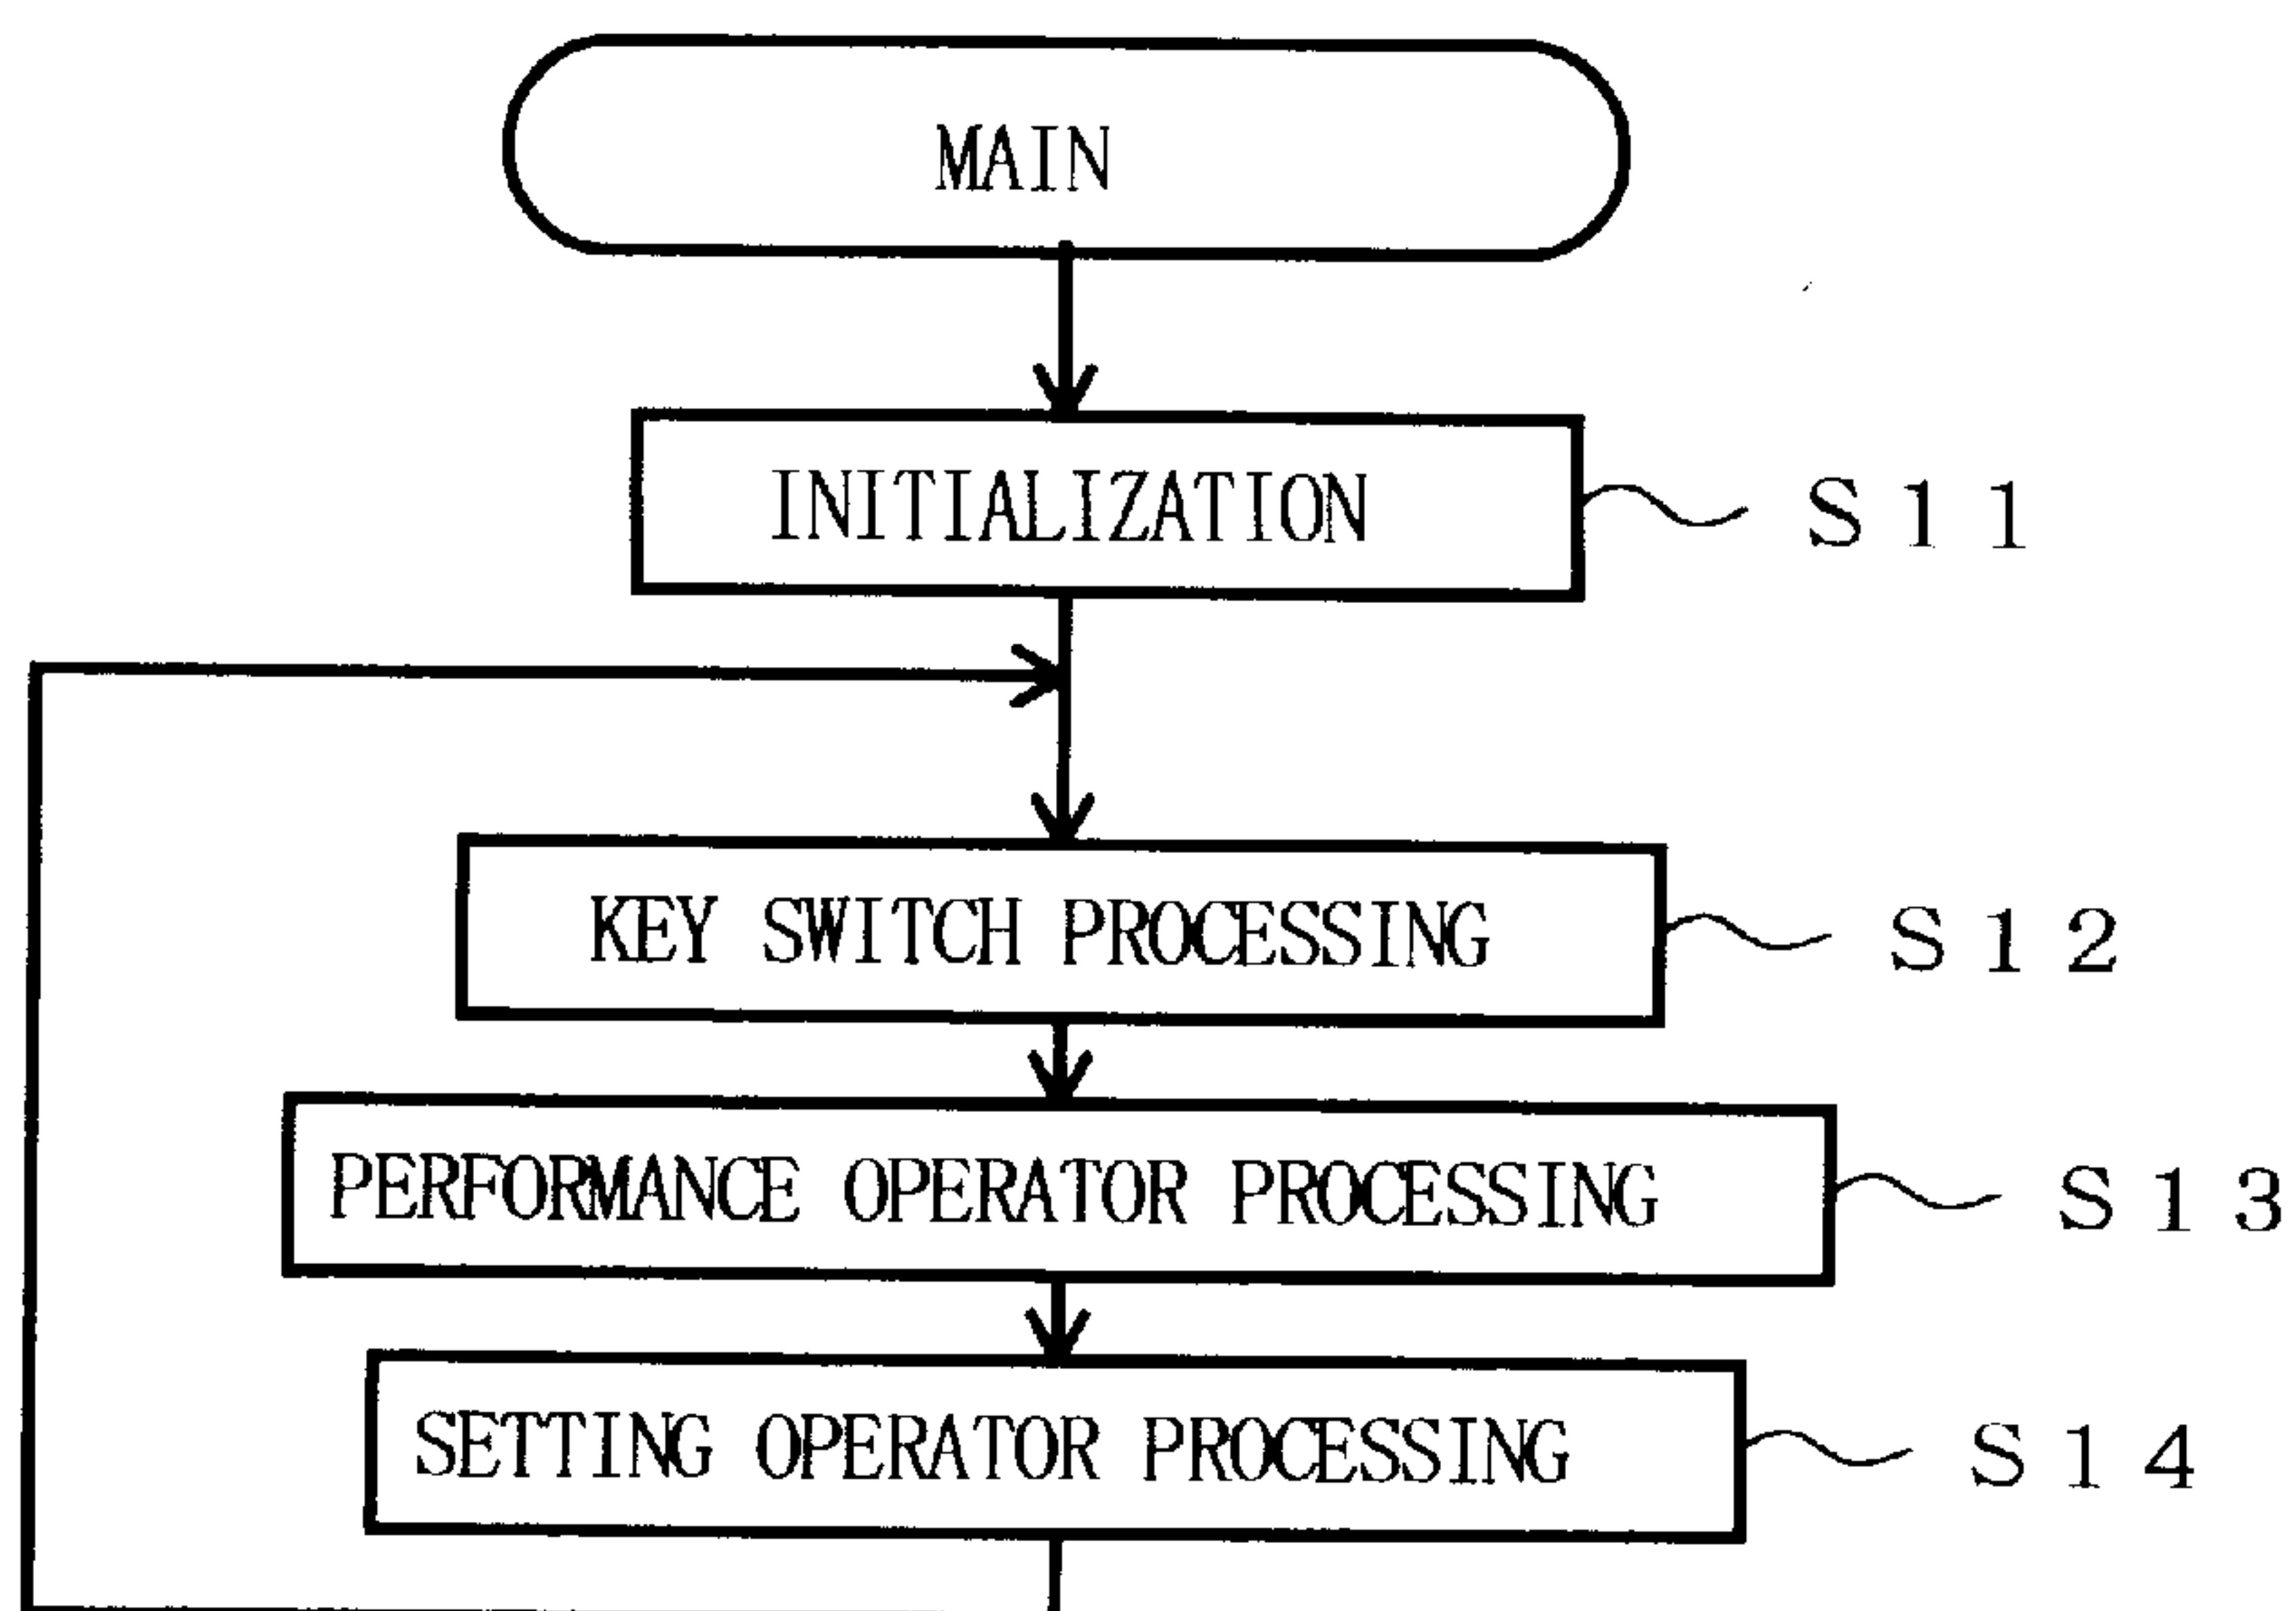 MAIN
INITIALIZATION
S11
KEY SWITCH PROCESSING
S12
PERFORMANCE OPERATOR PROCESSING
S13
SETTING OPERATOR PROCESSING
S14